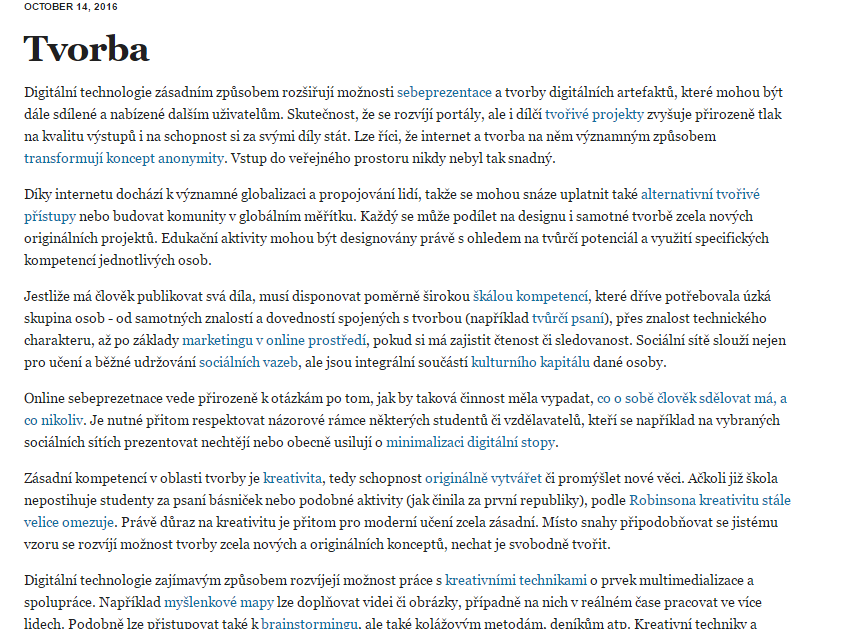 OCTOBER 14, 2016
Tvorba
Digitální technologie zásadním způsobem rozšiřují možnosti sebeprezentace a tvorby digitálních artefaktů, které mohou být
dále sdílené a nabízené dalším uživatelům. Skutečnost, že se rozvíjí portály, ale i dílčí tvořivé projekty zvyšuje přirozeně tlak
na kvalitu výstupů i na schopnost si za svými díly stát. Lze říci, že internet a tvorba na něm významným způsobem
transformují koncept anonymity. Vstup do veřejného prostoru nikdy nebyl tak snadný.
Díky internetu dochází k významné globalizaci a propojování lidí, takže se mohou snáze uplatnit také alternativní tvořivé
přístupy nebo budovat komunity v globálním měřítku. Každý se může podílet na designu i samotné tvorbě zcela nových
originálních projektů. Edukační aktivity mohou být designovány právě s ohledem na tvůrčí potenciál a využití specifických
kompetencí jednotlivých osob.
Jestliže má člověk publikovat svá díla, musí disponovat poměrně širokou škálou kompetencí, které dříve potřebovala úzká
skupina osob - od samotných znalostí a dovedností spojených s tvorbou (například tvůrčí psaní), přes znalost technického
charakteru, až po základy marketingu v online prostředí, pokud si má zajistit čtenost či sledovanost. Sociální sítě slouží nejen
pro učení a běžné udržování sociálních vazeb, ale jsou integrální součástí kulturního kapitálu dané osoby.
Online sebeprezetnace vede přirozeně k otázkám po tom, jak by taková činnost měla vypadat, co o sobě člověk sdělovat má, a
co nikoliv. Je nutné přitom respektovat názorové rámce některých studentů či vzdělavatelů, kteří se například na vybraných
sociálních sítích prezentovat nechtějí nebo obecně usilují o minimalizaci digitální stopy.
Zásadní kompetencí v oblasti tvorby je kreativita, tedy schopnost originálně vytvářet či promýšlet nové věci. Ačkoli již škola
nepostihuje studenty za psaní básniček nebo podobné aktivity (jak činila za první republiky), podle Robinsona kreativitu stále
velice omezuje. Právě důraz na kreativitu je přitom pro moderní učení zcela zásadní. Místo snahy připodobňovat se jistému
vzoru se rozvíjí možnost tvorby zcela nových a originálních konceptů, nechat je svobodně tvořit.
Digitální technologie zajímavým způsobem rozvíjejí možnost práce s kreativními technikami o prvek multimedializace a
spolupráce. Například myšlenkové mapy lze doplňovat videi či obrázky, případně na nich v reálném čase pracovat ve více
lidech. Podobně lze přistupovat také k brainstormingu, ale také kolážovým metodám, deníkům atp. Kreativní techniky a